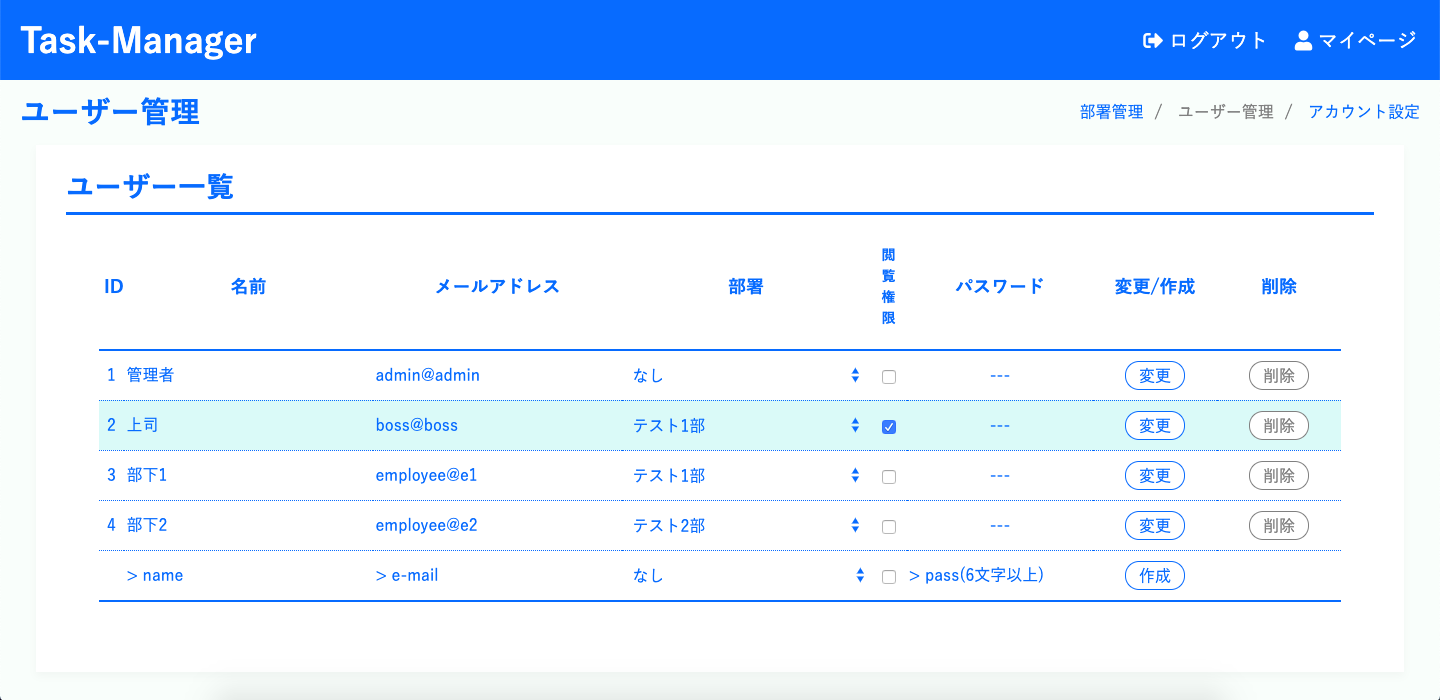 Task-Manager ログアウト マイページ
ユーザー管理 部署管理 / ユーザー管理 / アカウント設定
ユーザー一覧
ID 名前 メールアドレス 部署 閲覧権限 パスワード 変更/作成 削除
1 管理者 admin@admin なし --- 変更 削除
2 上司 boss@boss テスト1部 --- 変更 削除
3 部下1 employee@e1 テスト1部 --- 変更 削除
4 部下2 employee@e2 テスト2部 --- 変更 削除
> name > e-mail なし > pass(6文字以上) 作成